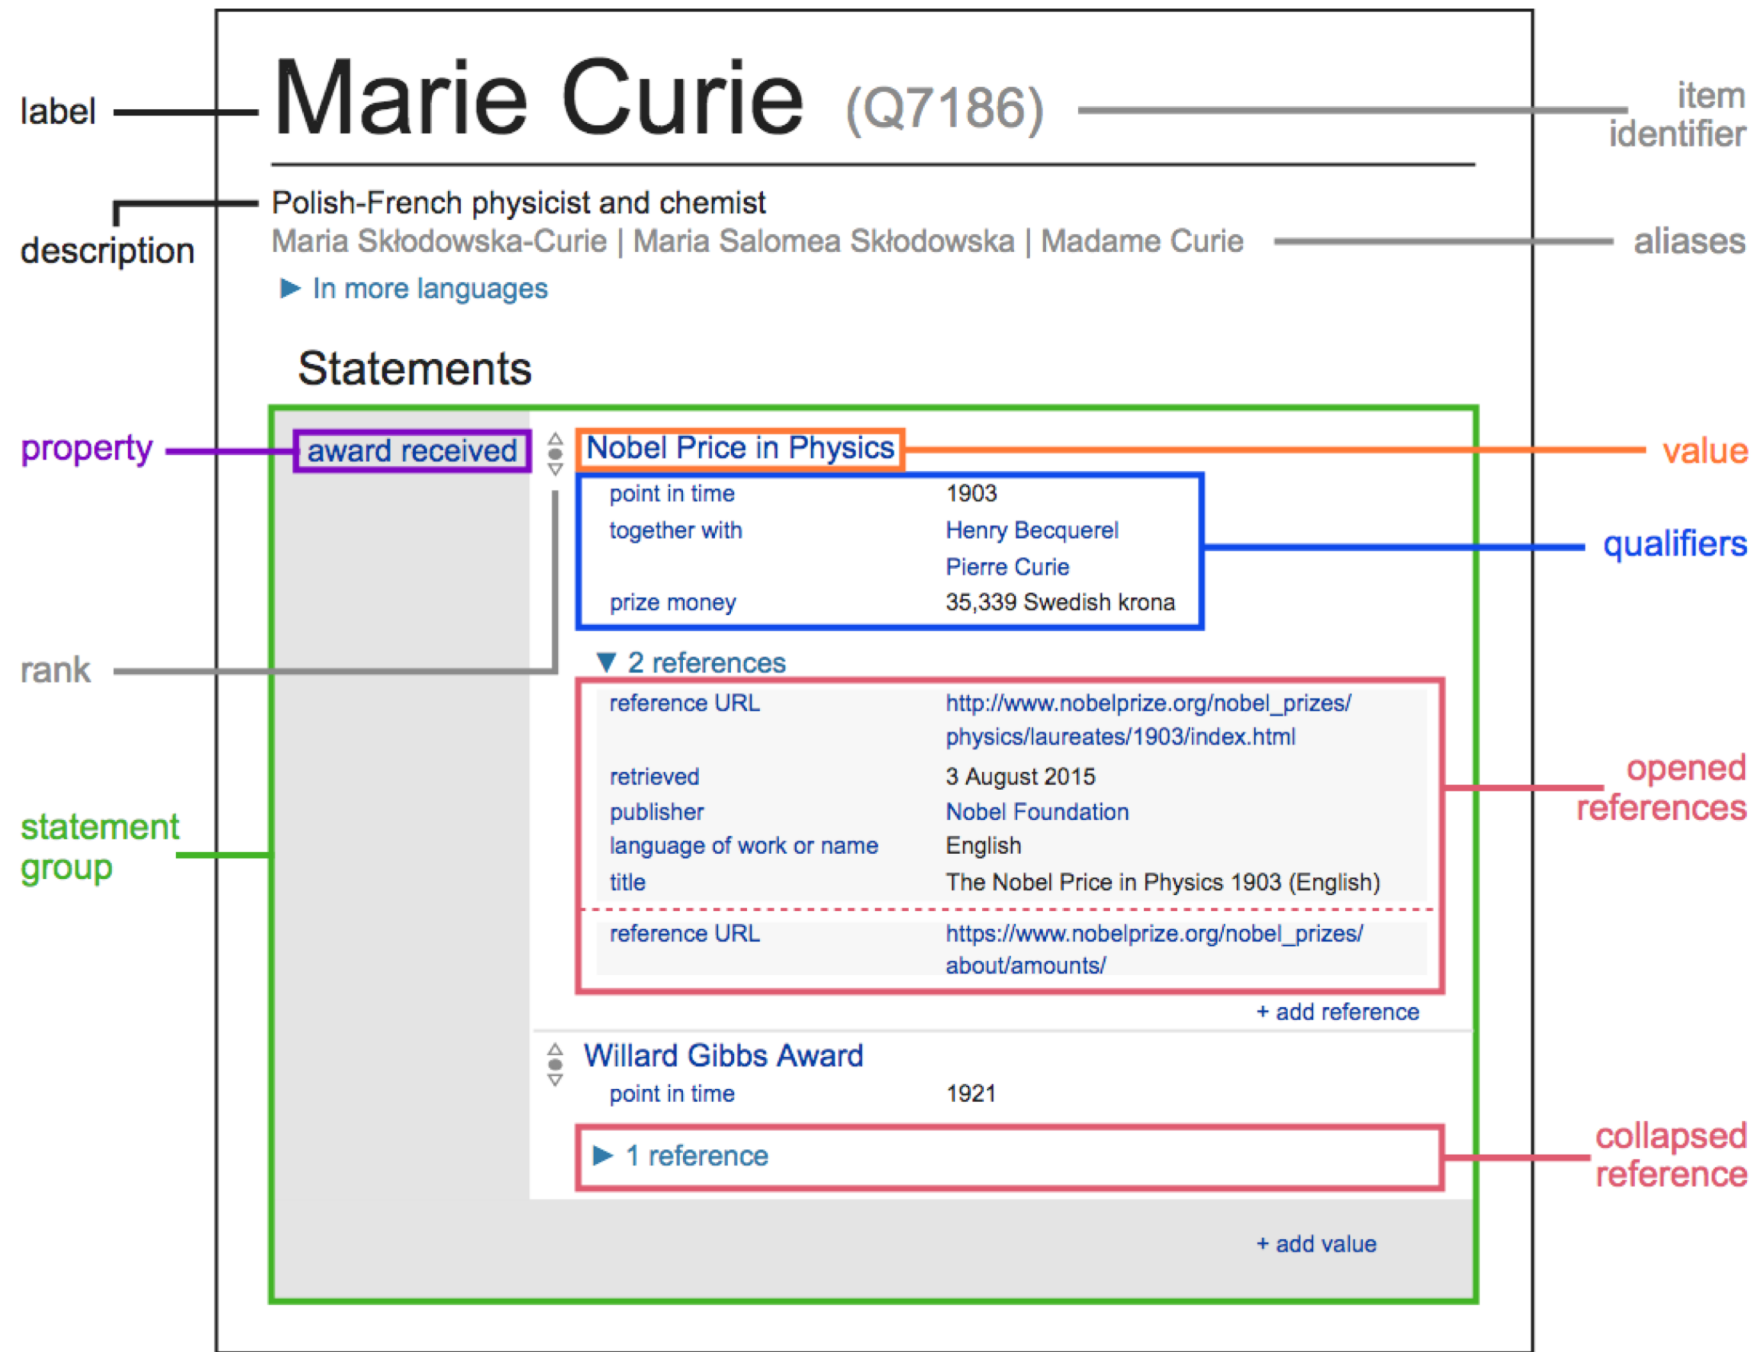 label
Marie Curie (Q7186)
item
identifier
description
Polish-French physicist and chemist
Maria Skłodowska-Curie | Maria Salomea Skłodowska | Madame Curie
aliases
► In more languages
Statements
property
award received
Nobel Price in Physics
value
point in time 1903
together with Henry Becquerel
Pierre Curie
prize money 35,339 Swedish krona
qualifiers
rank
▼ 2 references
reference URL http://www.nobelprize.org/nobel_prizes/
physics/laureates/1903/index.html
retrieved 3 August 2015
publisher Nobel Foundation
language of work or name English
title The Nobel Price in Physics 1903 (English)
opened
references
statement
group
reference URL https://www.nobelprize.org/nobel_prizes/
about/amounts/
+ add reference
Willard Gibbs Award
point in time 1921
► 1 reference
collapsed
reference
+ add value